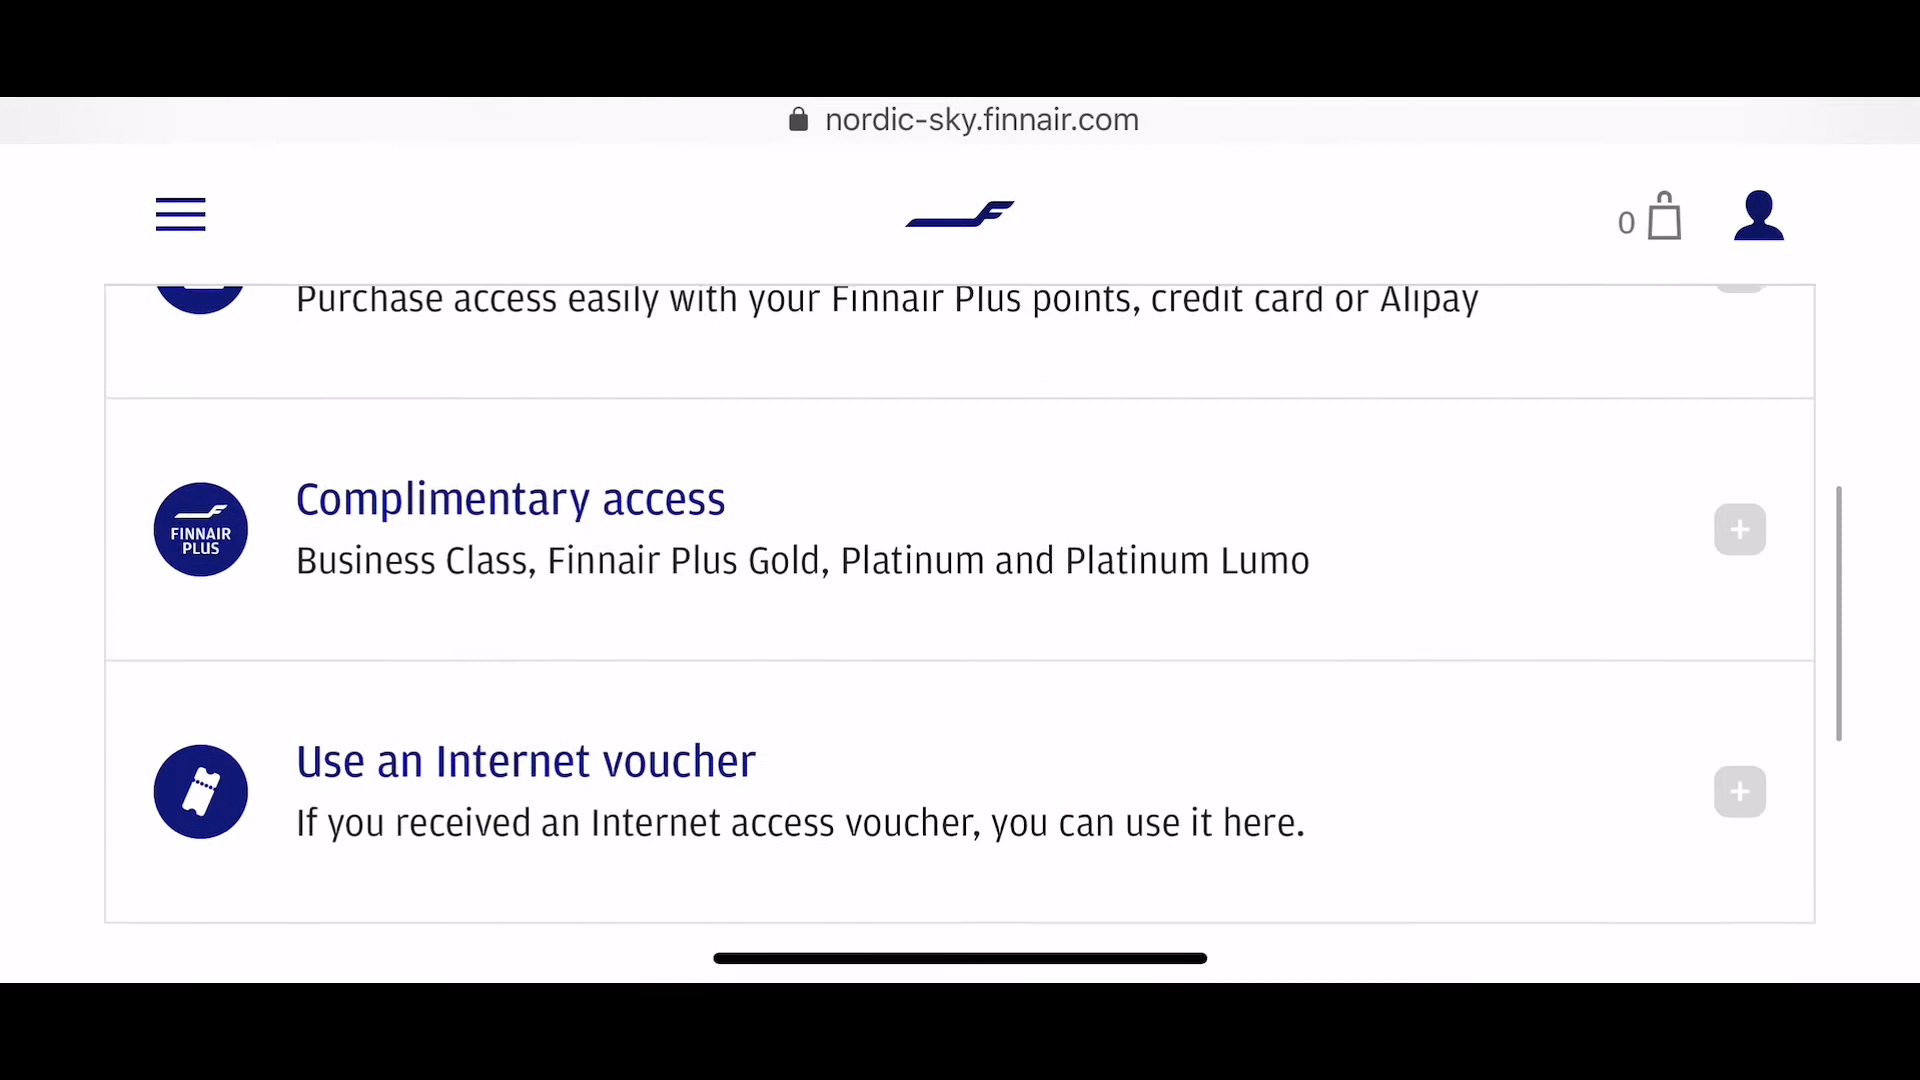 nordic-sky.finnair.com
0
Purchase access easily with your Finnair Plus points, credit card or Alipay
Complimentary access
FINNAIR
PLUS
Business Class, Finnair Plus Gold, Platinum and Platinum Lumo
Use an Internet voucher
If you received an Internet access voucher, you can use it here.